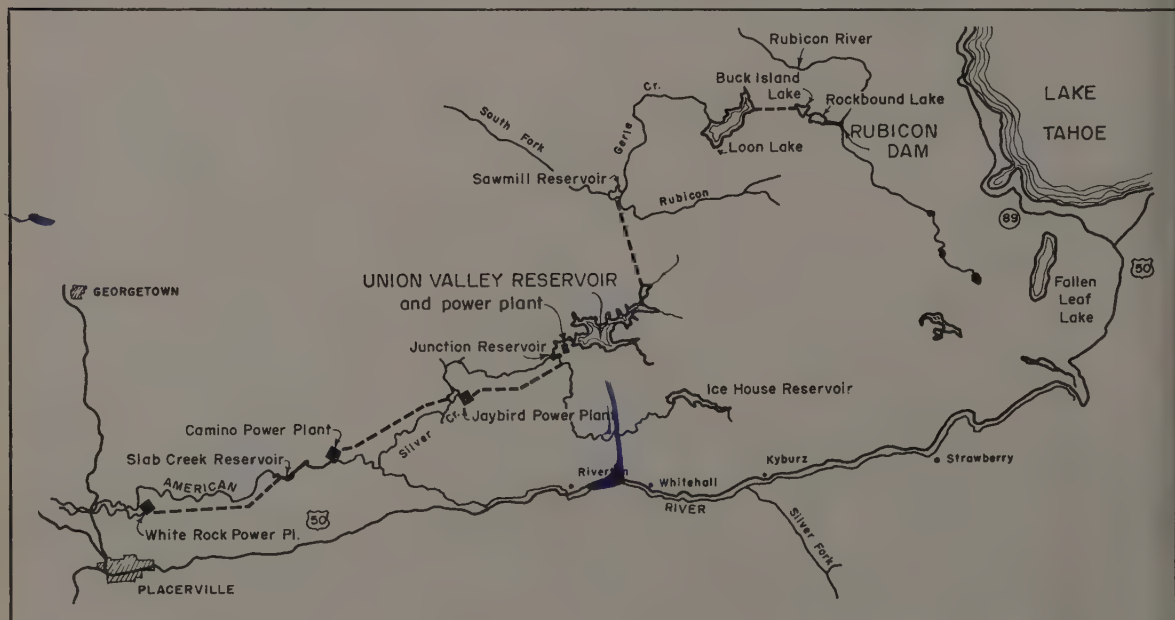 Rubicon River
Buck Island
Lake
Rockbound Lake
LAKE
TAHOE
Cr.
Gerle
South Fork
RUBICON
DAM
Loon Lake
Sawmill Reservoir
Rubicon
89
50
Fallen
Leaf
Lake
GEORGETOWN
UNION VALLEY RESERVOIR
and power plant
Junction Reservoir
Ice House Reservoir
Jaybird Power Plant
Silver Cr.
Camino Power Plant
Slab Creek Reservoir
AMERICAN
Riverton
Whitehall
Kyburz
Strawberry
RIVER
50
White Rock Power Pl.
Silver Fork
PLACERVILLE